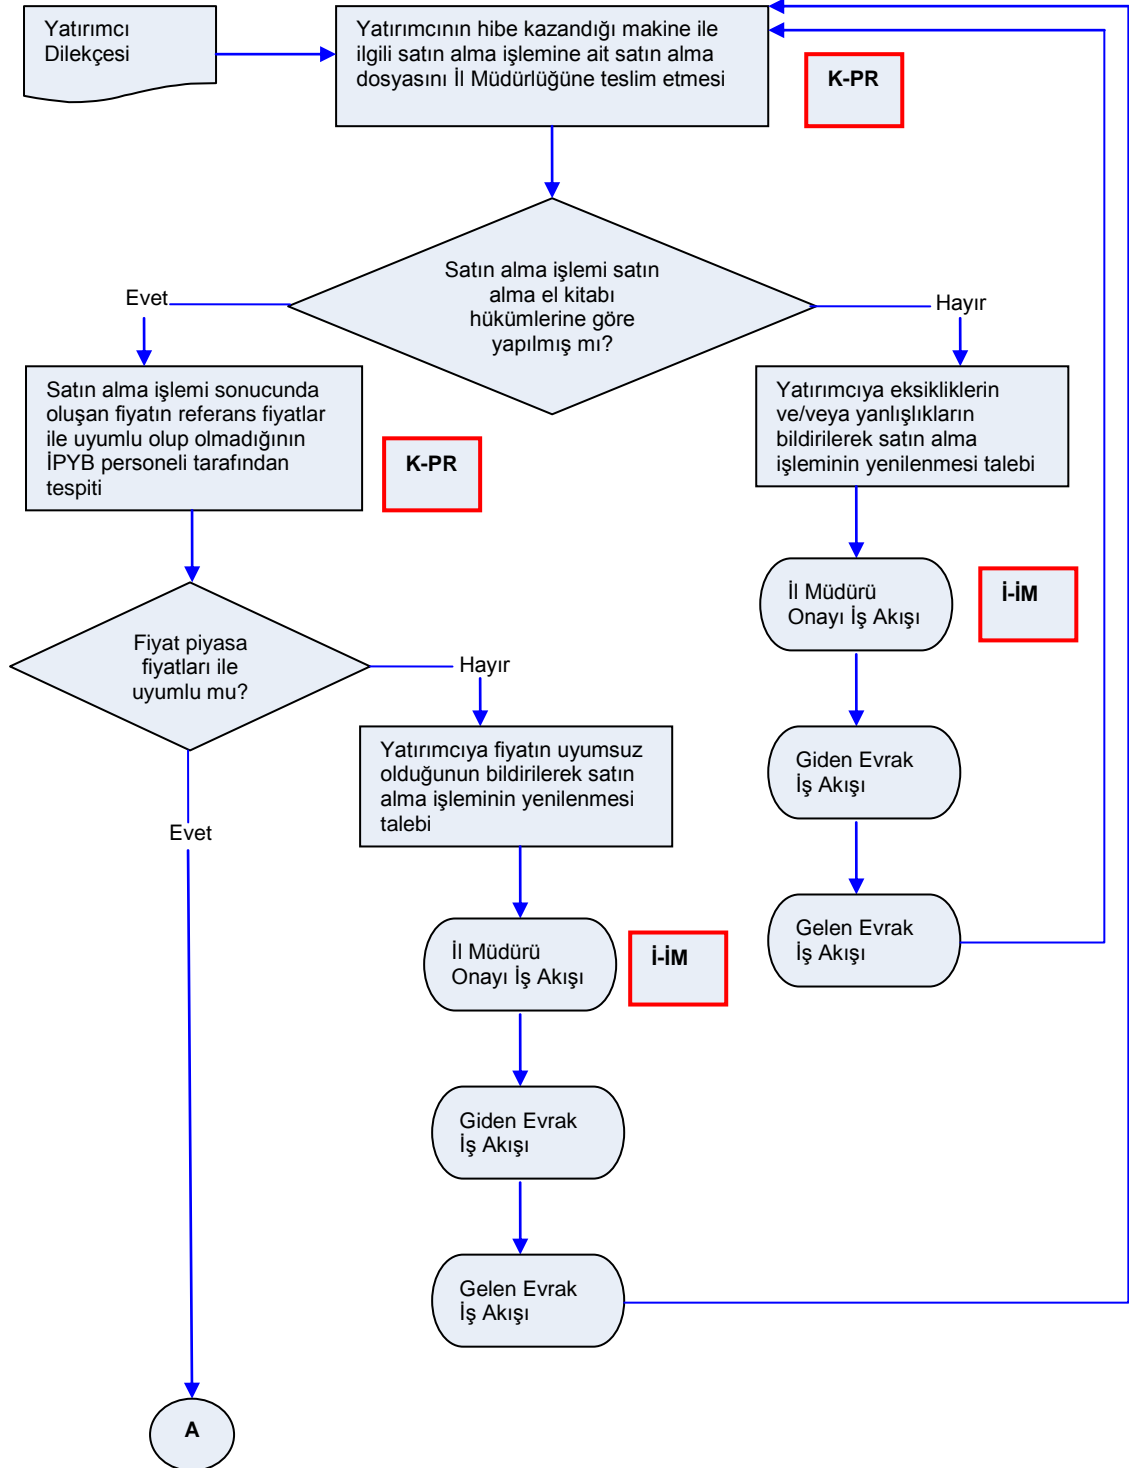 Yatırımcı
Dilekçesi
Yatırımcının hibe kazandığı makine ile
ilgili satın alma işlemine ait satın alma
dosyasını İl Müdürlüğüne teslim etmesi
K-PR
Satın alma işlemi satın
alma el kitabı
hükümlerine göre
yapılmış mı?
Evet
Hayır
Satın alma işlemi sonucunda
oluşan fiyatın referans fiyatlar
ile uyumlu olup olmadığının
İPYB personeli tarafından
tespiti
K-PR
Yatırımcıya eksikliklerin
ve/veya yanlışlıkların
bildirilerek satın alma
işleminin yenilenmesi talebi
İl Müdürü
Onayı İş Akışı
İ-İM
Fiyat piyasa
fiyatları ile
uyumlu mu?
Hayır
Yatırımcıya fiyatın uyumsuz
olduğunun bildirilerek satın
alma işleminin yenilenmesi
talebi
Giden Evrak
İş Akışı
Evet
Gelen Evrak
İş Akışı
İl Müdürü
Onayı İş Akışı
İ-İM
Giden Evrak
İş Akışı
Gelen Evrak
İş Akışı
A